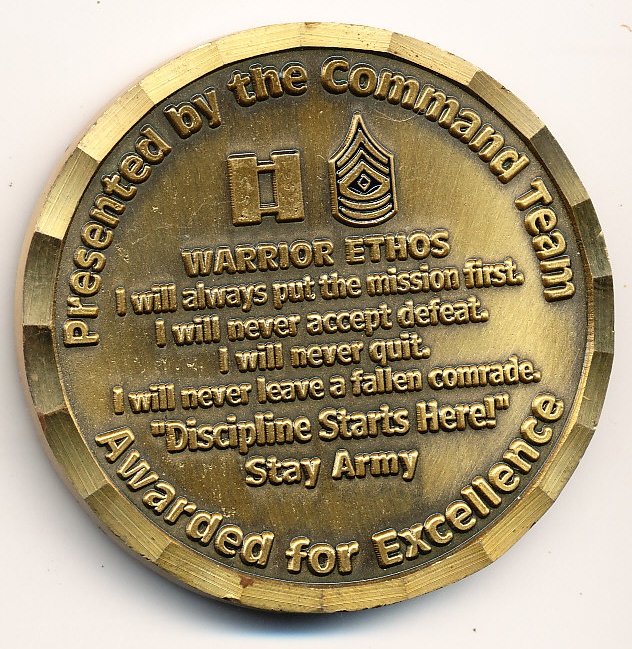 Presented by the Command Team
WARRIOR ETHOS
I will always put the mission first.
I will never accept defeat.
I will never quit.
I will never leave a fallen comrade.
"Discipline Starts Here!"
Stay Army
Awarded for Excellence